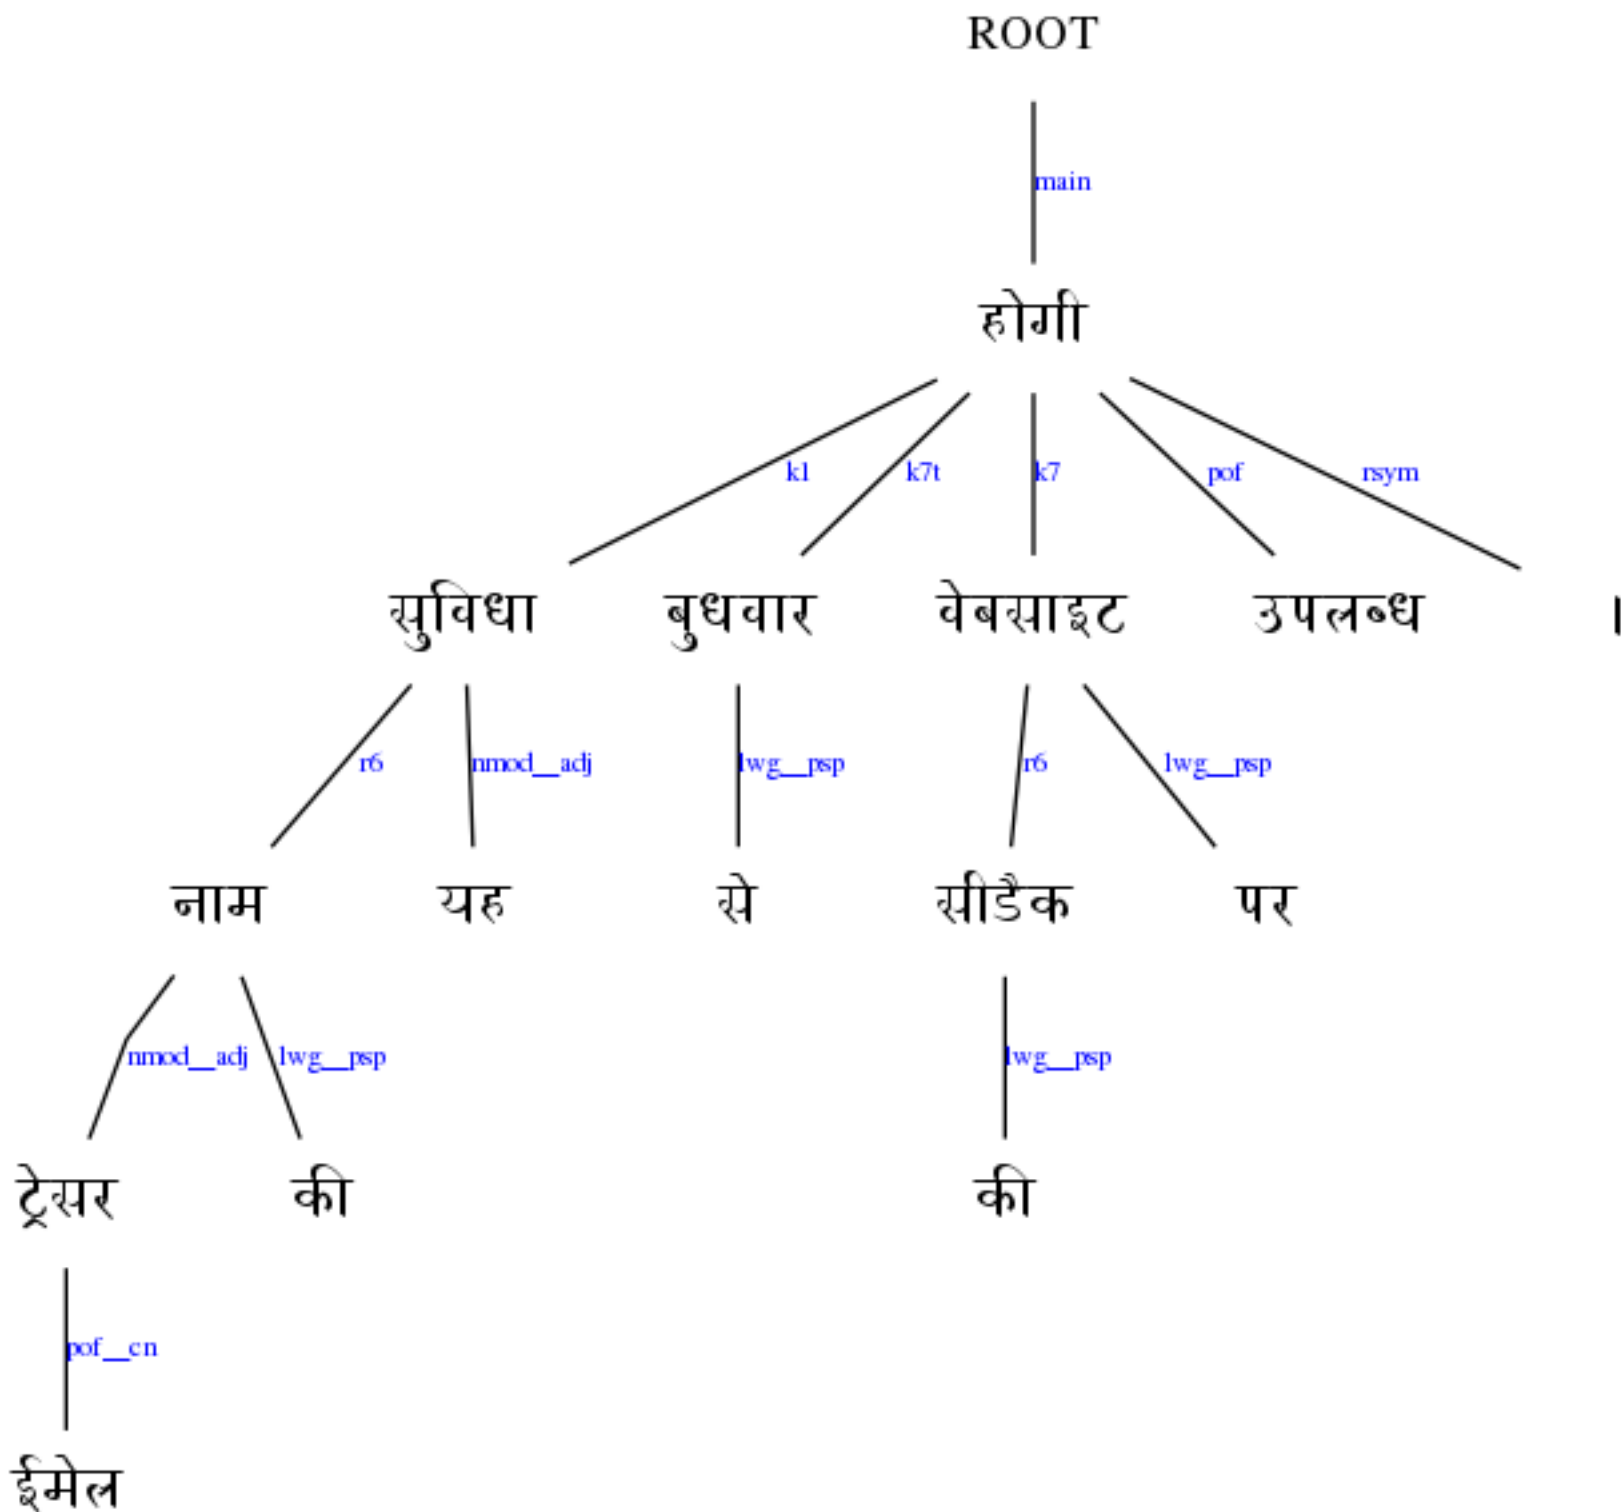 ROOT
main
होगी
k1 k7t k7 pof rsym
सुविधा बुधवार वेबसाइट उपलब्ध ।
r6 nmod__adj lwg__psp r6 lwg__psp
नाम यह से सीडैक पर
nmod__adj lwg__psp lwg__psp
ट्रेसर की की
pof__cn
ईमेल